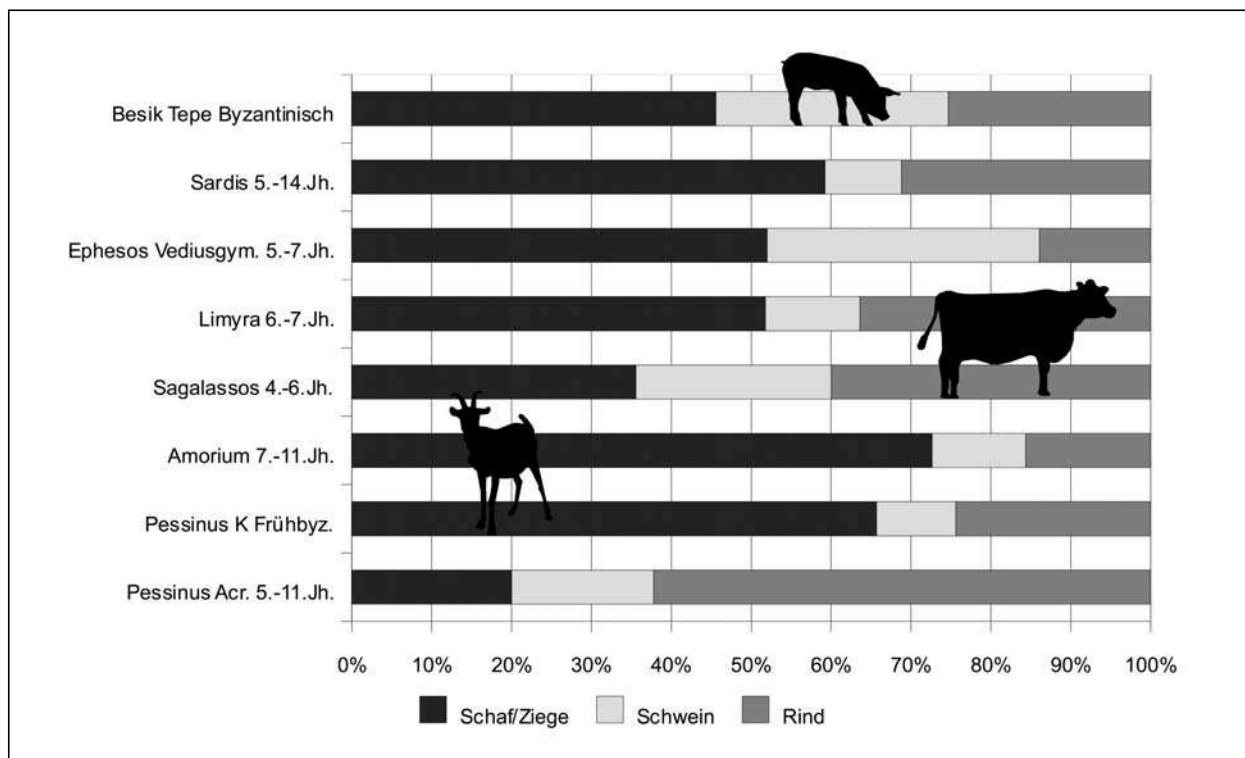 Besik Tepe Byzantinisch
Sardis 5.-14.Jh.
Ephesos Vediusgym. 5.-7.Jh.
Limyra 6.-7.Jh.
Sagalassos 4.-6.Jh.
Amorium 7.-11.Jh.
Pessinus K Frühbyz.
Pessinus Acr. 5.-11.Jh.
0% 10% 20% 30% 40% 50% 60% 70% 80% 90% 100%
Schaf/Ziege Schwein Rind